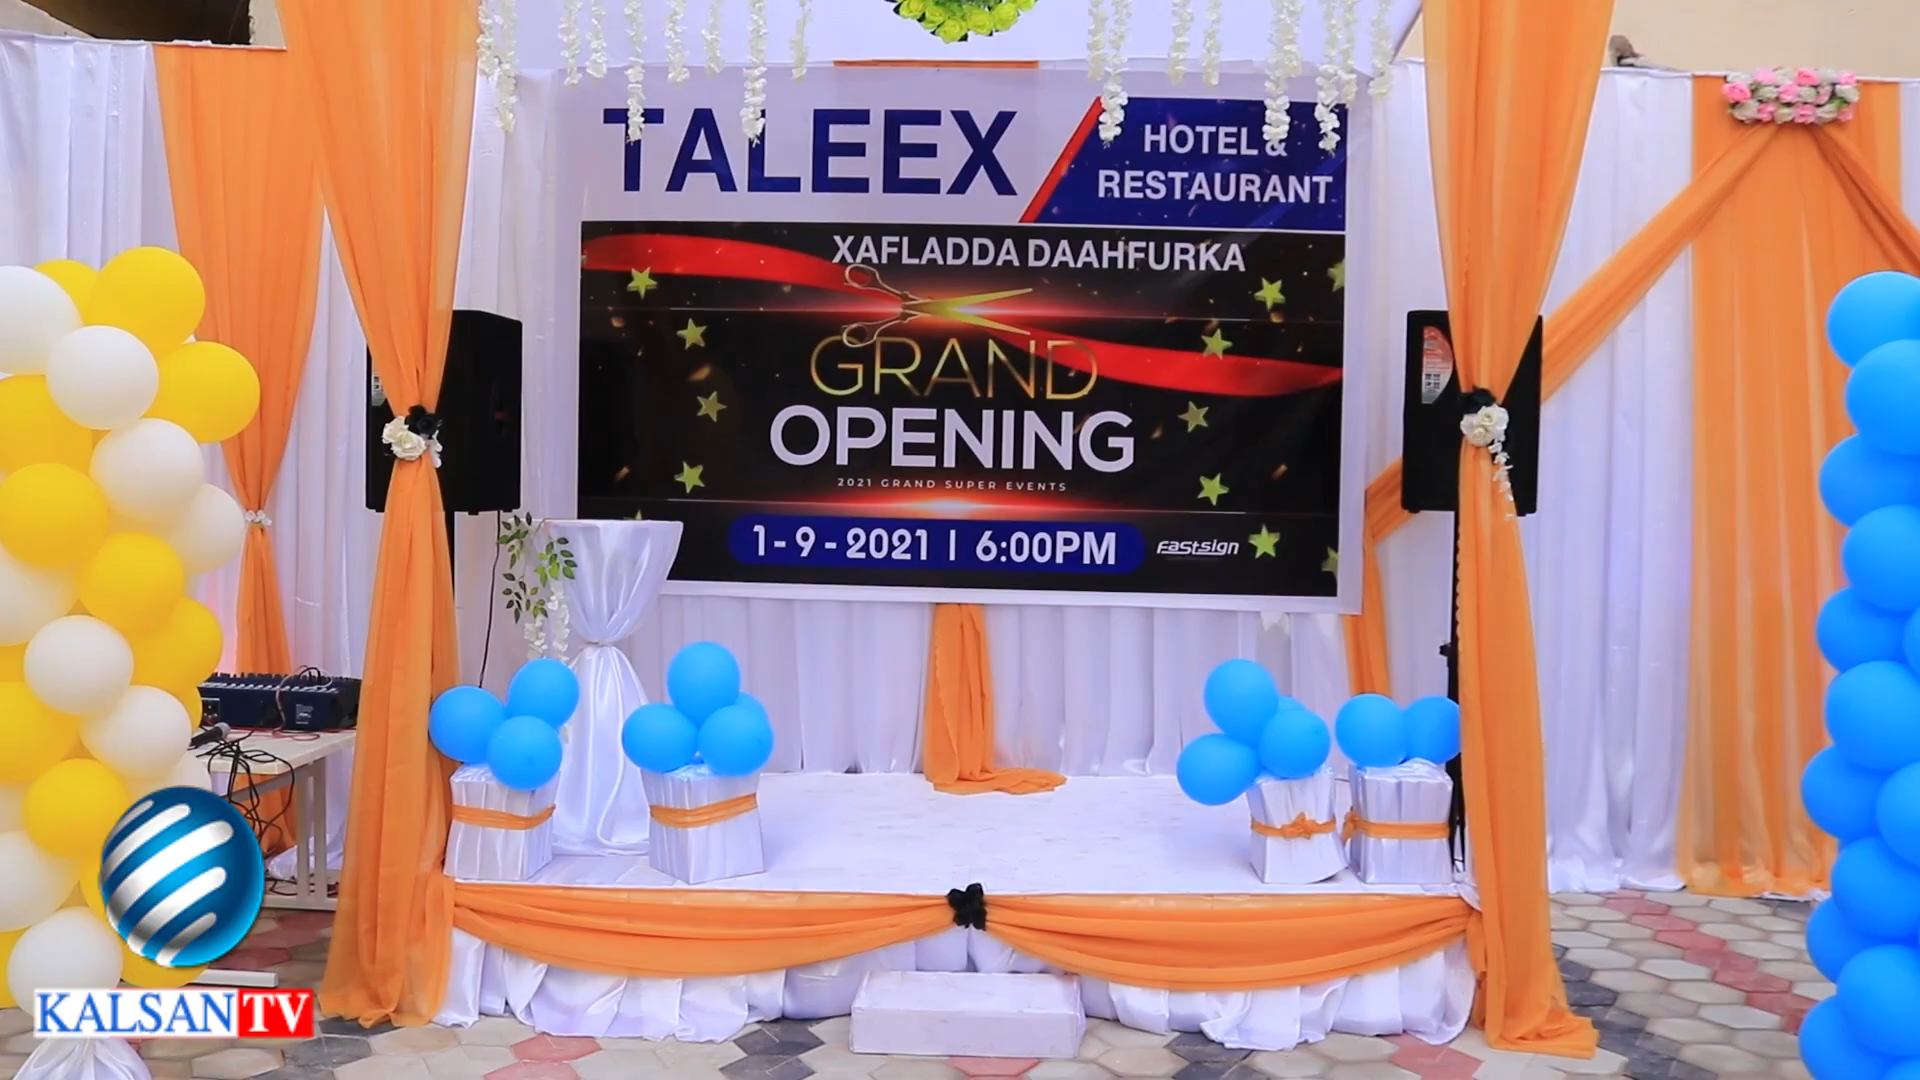 TALEEX
HOTEL &
RESTAURANT
XAFLADDA DAAHFURKA
GRAND
OPENING
2021 GRAND SUPER EVENTS
1-9-2021 | 6:00PM
Fastsign
KALSAN TV